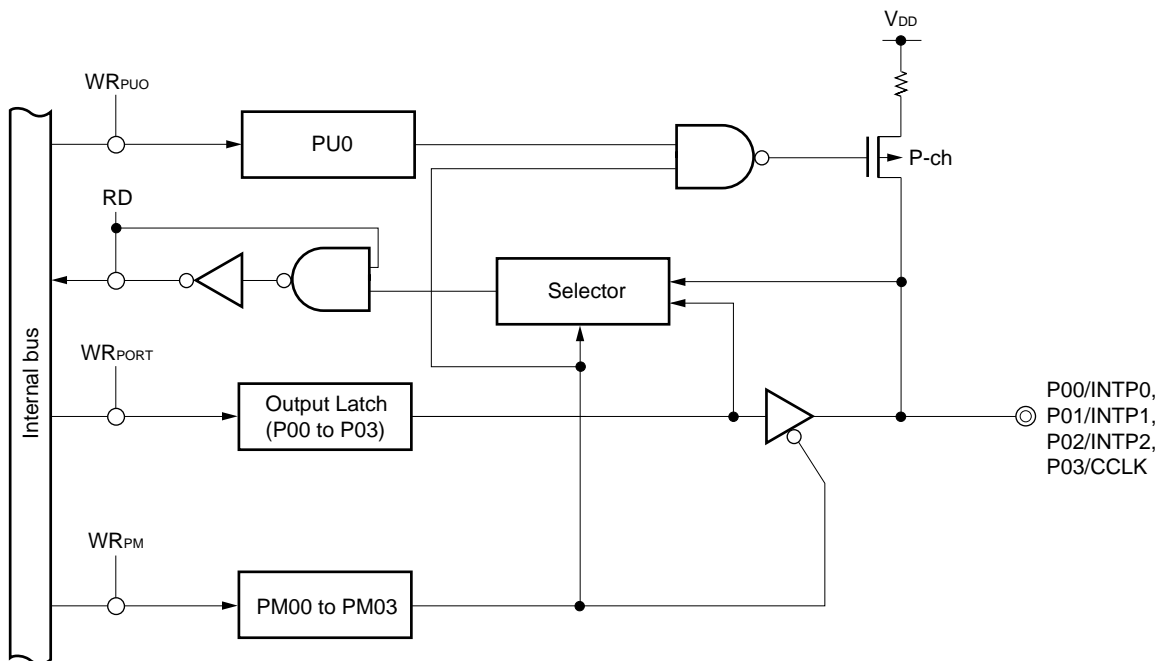 VDD
WRPUO
PU0
P-ch
RD
Selector
Internal bus
WRPORT
Output Latch
(P00 to P03)
P00/INTP0,
P01/INTP1,
P02/INTP2,
P03/CCLK
WRPM
PM00 to PM03